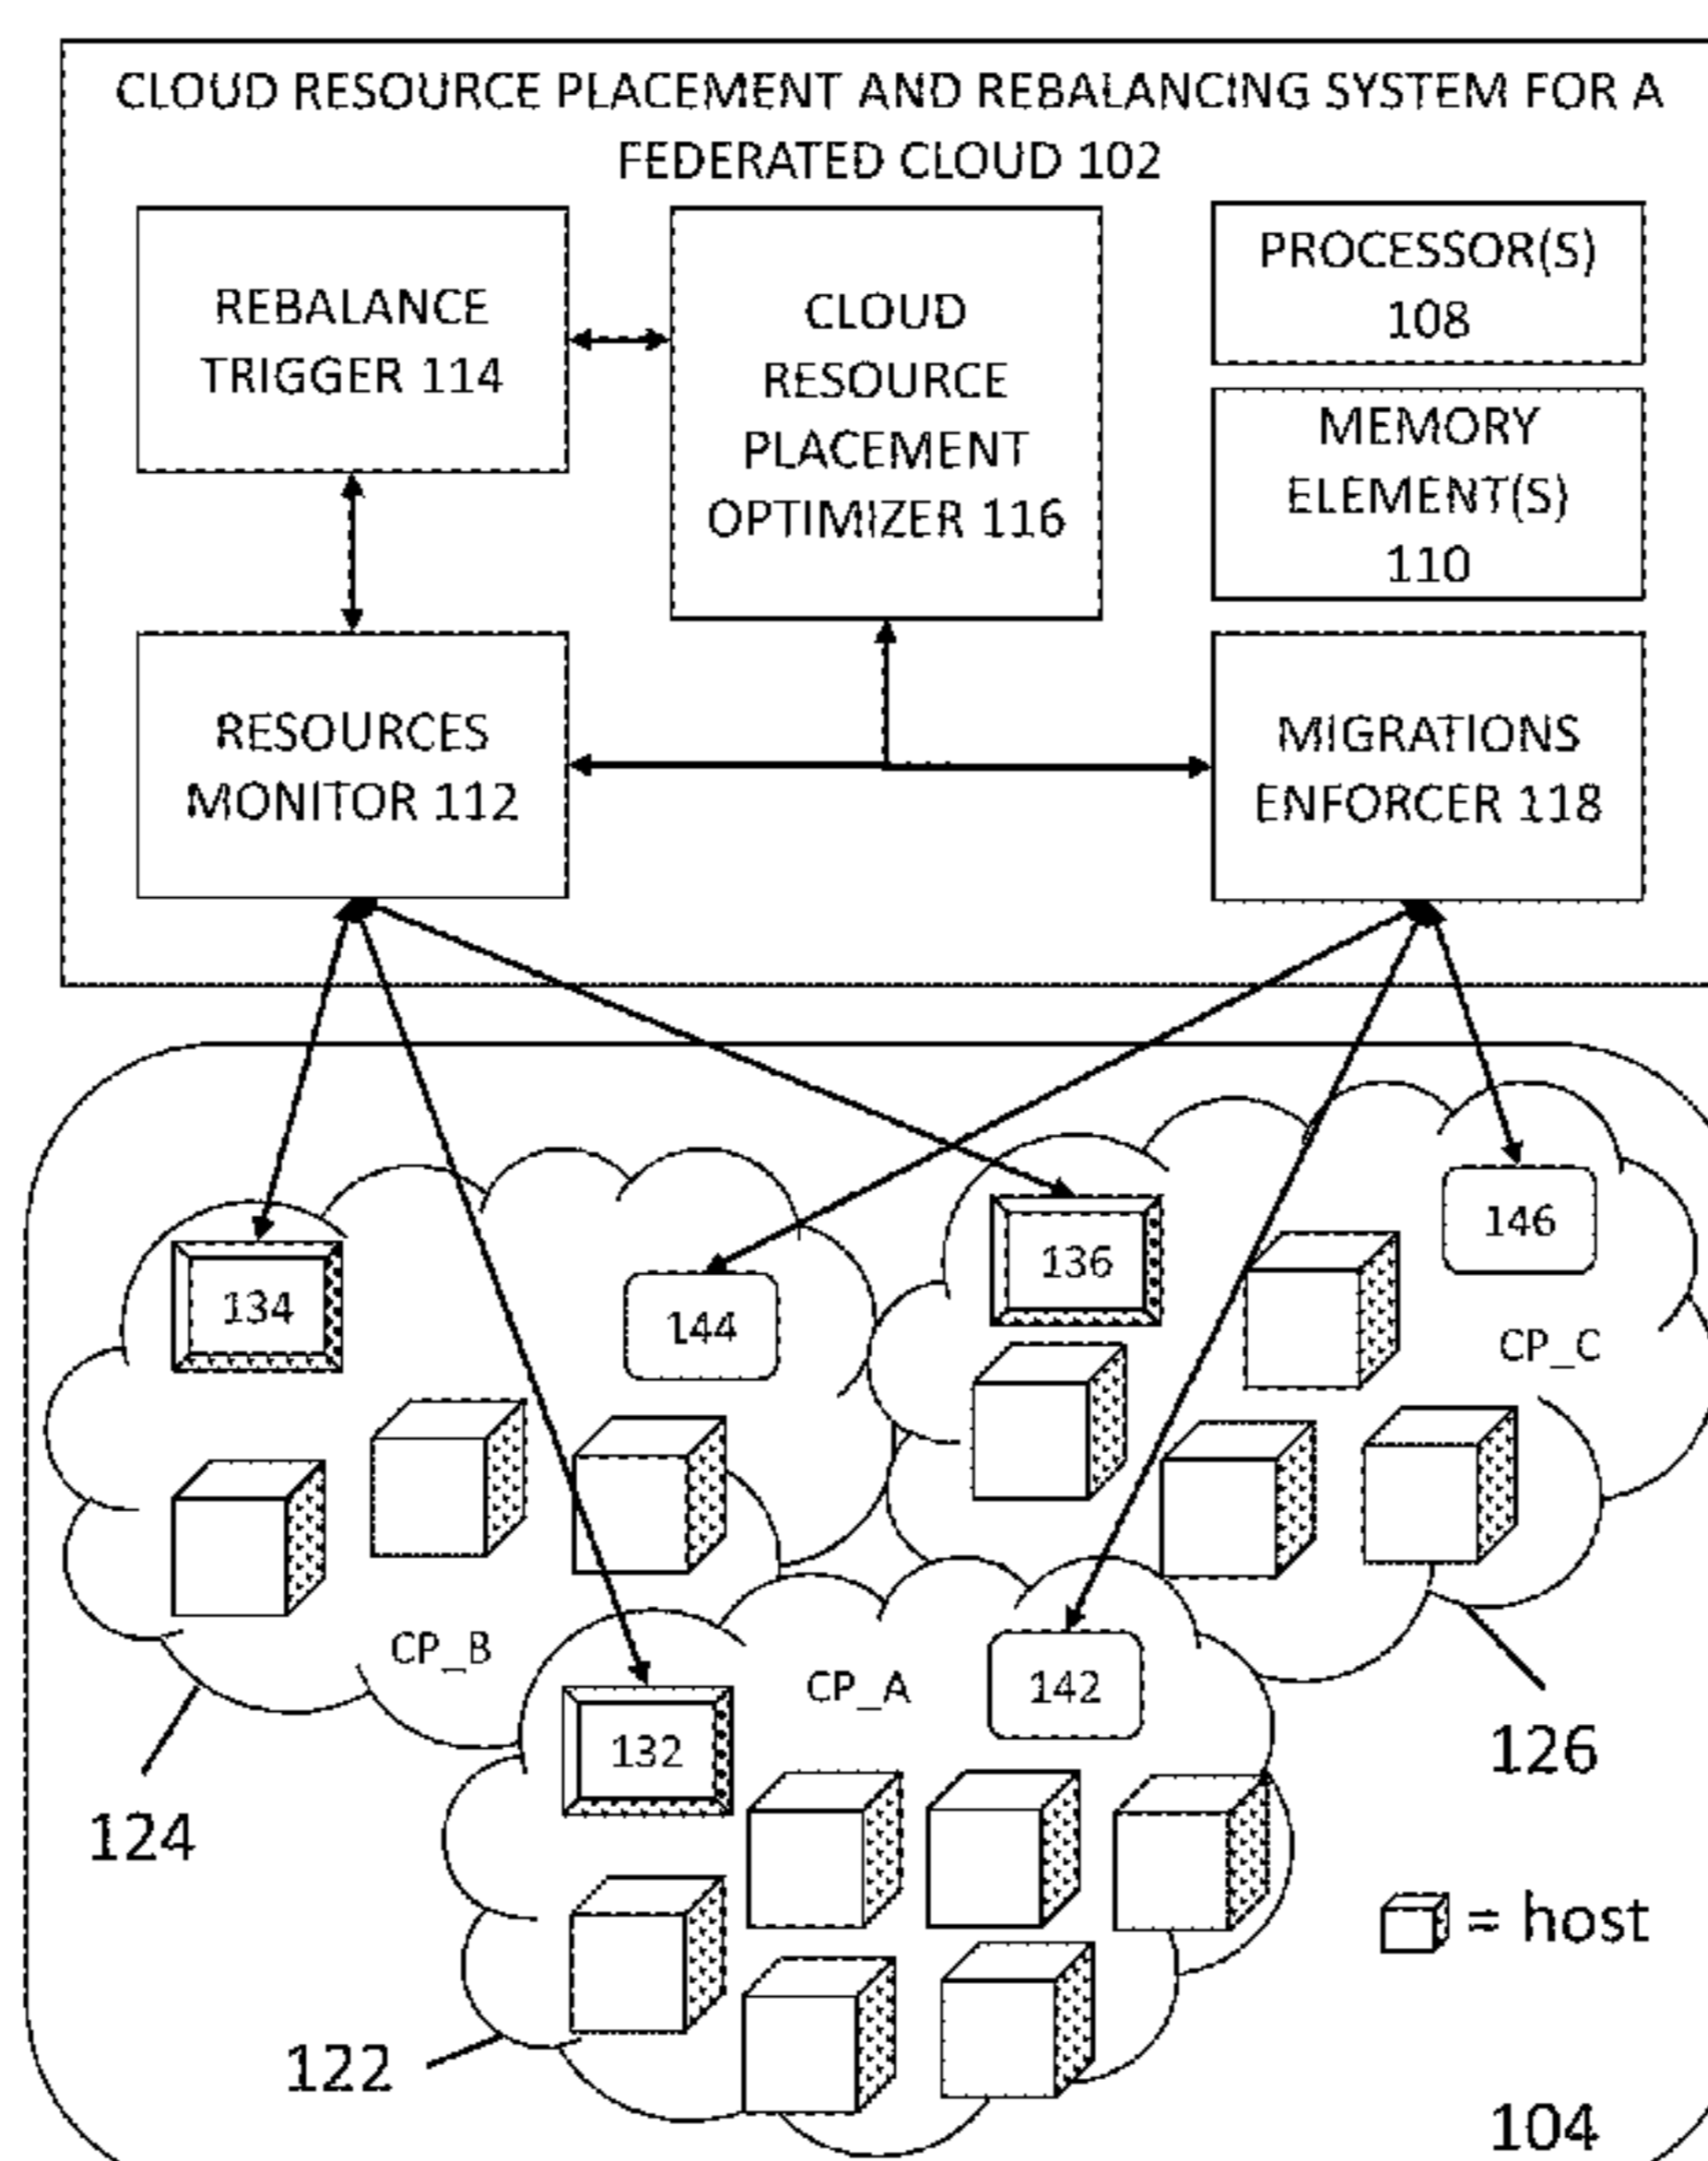 CLOUD RESOURCE PLACEMENT AND REBALANCING SYSTEM FOR A
FEDERATED CLOUD 102
REBALANCE
TRIGGER 114
CLOUD
RESOURCE
PLACEMENT
OPTIMIZER 116
PROCESSOR(S)
108
MEMORY
ELEMENT(S)
110
RESOURCES
MONITOR 112
MIGRATIONS
ENFORCER 118
134
144
136
146
CP_C
CP_B
CP_A
142
132
126
124
= host
122
104